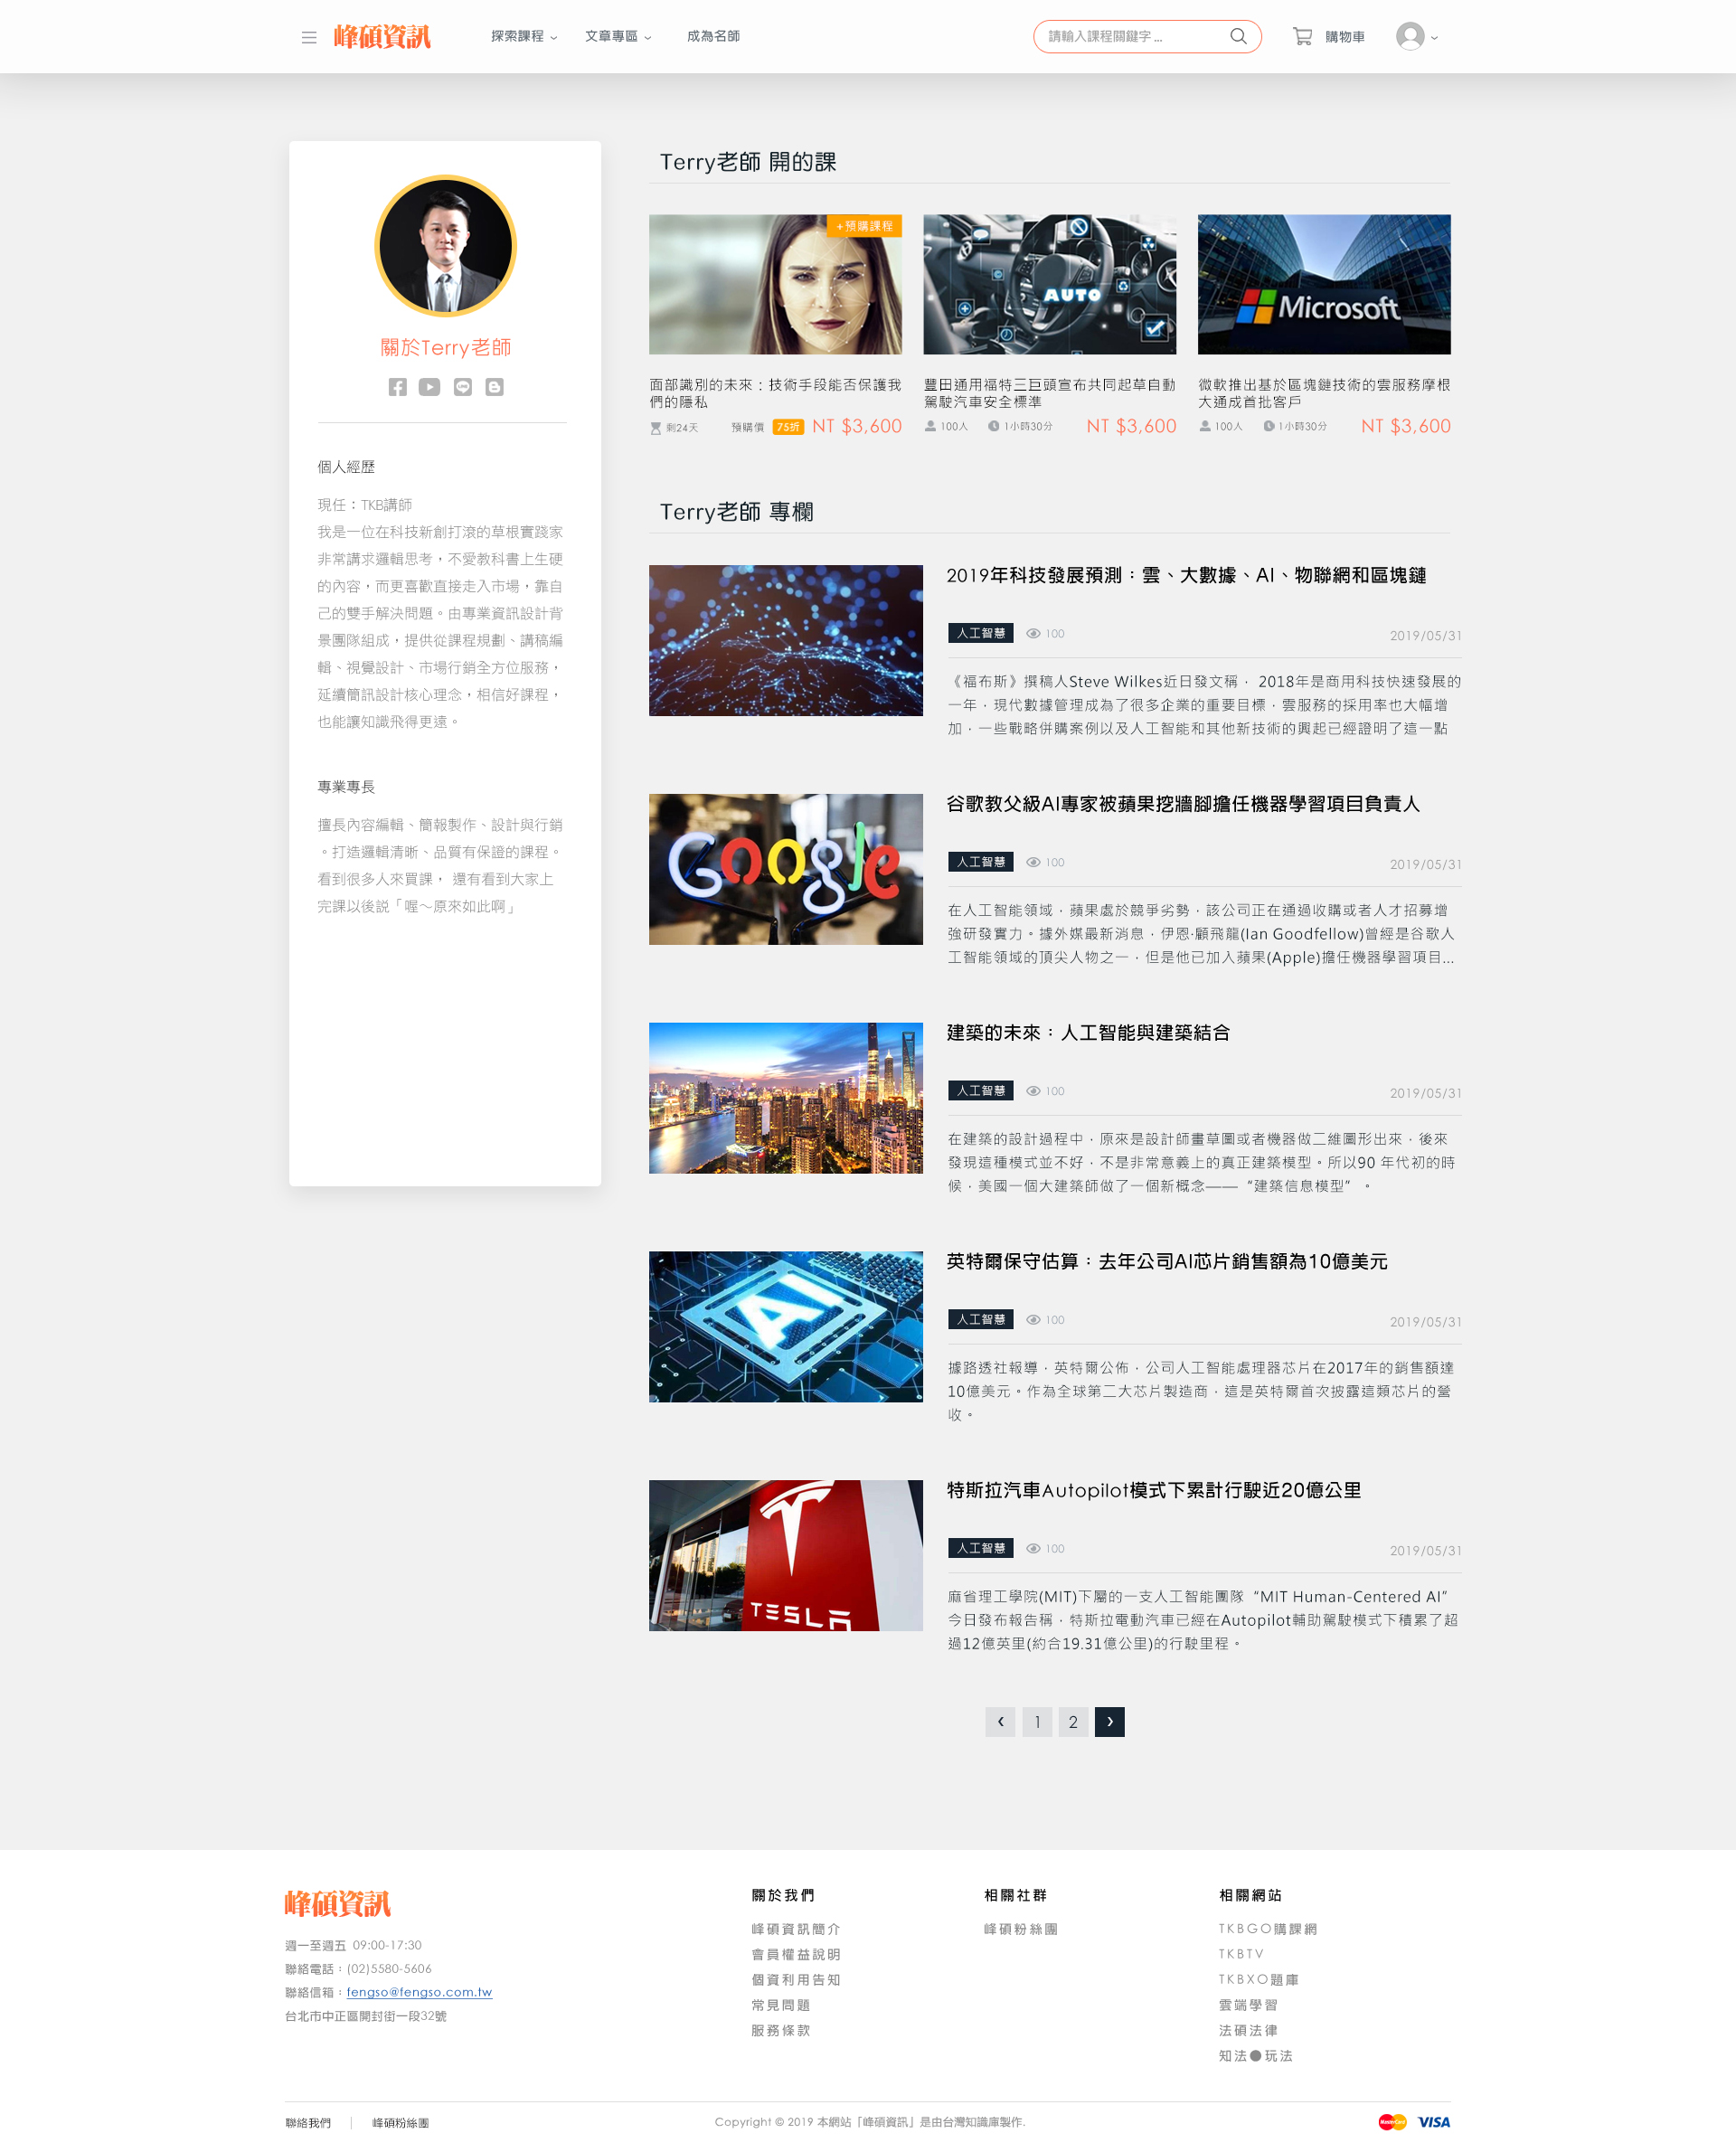 峰碩資訊
探索課程
文章專區
成為名師
請輸入課程關鍵字...
購物車
關於Terry老師
個人經歷
現任：TKB講師
我是一位在科技新創打滾的草根實踐家
非常講求邏輯思考，不愛教科書上生硬
的內容，而更喜歡直接走入市場，靠自
己的雙手解決問題。由專業資訊設計背
景團隊組成，提供從課程規劃、講稿編
輯、視覺設計、市場行銷全方位服務，
延續簡訊設計核心理念，相信好課程，
也能讓知識飛得更遠。
專業專長
擅長內容編輯、簡報製作、設計與行銷
。打造邏輯清晰、品質有保證的課程。
看到很多人來買課， 還有看到大家上
完課以後說「喔～原來如此啊」
Terry老師 開的課
+預購課程
面部識別的未來：技術手段能否保護我
們的隱私
剩24天
預購價 75折 NT $3,600
AUTO
豐田通用福特三巨頭宣布共同起草自動
駕駛汽車安全標準
100人 1小時30分 NT $3,600
Microsoft
微軟推出基於區塊鏈技術的雲服務摩根
大通成首批客戶
100人 1小時30分 NT $3,600
Terry老師 專欄
2019年科技發展預測：雲、大數據、AI、物聯網和區塊鏈
人工智慧 100 2019/05/31
《福布斯》撰稿人Steve Wilkes近日發文稱， 2018年是商用科技快速發展的
一年，現代數據管理成為了很多企業的重要目標，雲服務的採用率也大幅增
加，一些戰略併購案例以及人工智能和其他新技術的興起已經證明了這一點
Google
谷歌教父級AI專家被蘋果挖牆腳擔任機器學習項目負責人
人工智慧 100 2019/05/31
在人工智能領域，蘋果處於競爭劣勢，該公司正在通過收購或者人才招募增
強研發實力。據外媒最新消息，伊恩·顧飛龍(Ian Goodfellow)曾經是谷歌人
工智能領域的頂尖人物之一，但是他已加入蘋果(Apple)擔任機器學習項目...
建築的未來：人工智能與建築結合
人工智慧 100 2019/05/31
在建築的設計過程中，原來是設計師畫草圖或者機器做二維圖形出來，後來
發現這種模式並不好，不是非常意義上的真正建築模型。所以90 年代初的時
候，美國一個大建築師做了一個新概念——“建築信息模型” 。
AI
英特爾保守估算：去年公司AI芯片銷售額為10億美元
人工智慧 100 2019/05/31
據路透社報導，英特爾公佈，公司人工智能處理器芯片在2017年的銷售額達
10億美元。作為全球第二大芯片製造商，這是英特爾首次披露這類芯片的營
收。
TESLA
特斯拉汽車Autopilot模式下累計行駛近20億公里
人工智慧 100 2019/05/31
麻省理工學院(MIT)下屬的一支人工智能團隊“MIT Human-Centered AI”
今日發布報告稱，特斯拉電動汽車已經在Autopilot輔助駕駛模式下積累了超
過12億英里(約合19.31億公里)的行駛里程。
‹ 1 2 ›
峰碩資訊
週一至週五 09:00-17:30
聯絡電話：(02)5580-5606
聯絡信箱：fengso@fengso.com.tw
台北市中正區開封街一段32號
關於我們
峰碩資訊簡介
會員權益說明
個資利用告知
常見問題
服務條款
相關社群
峰碩粉絲團
相關網站
TKBGO購課網
TKBTV
TKBXO題庫
雲端學習
法碩法律
知法●玩法
聯絡我們 | 峰碩粉絲團
Copyright © 2019 本網站「峰碩資訊」是由台灣知識庫製作.
MasterCard VISA